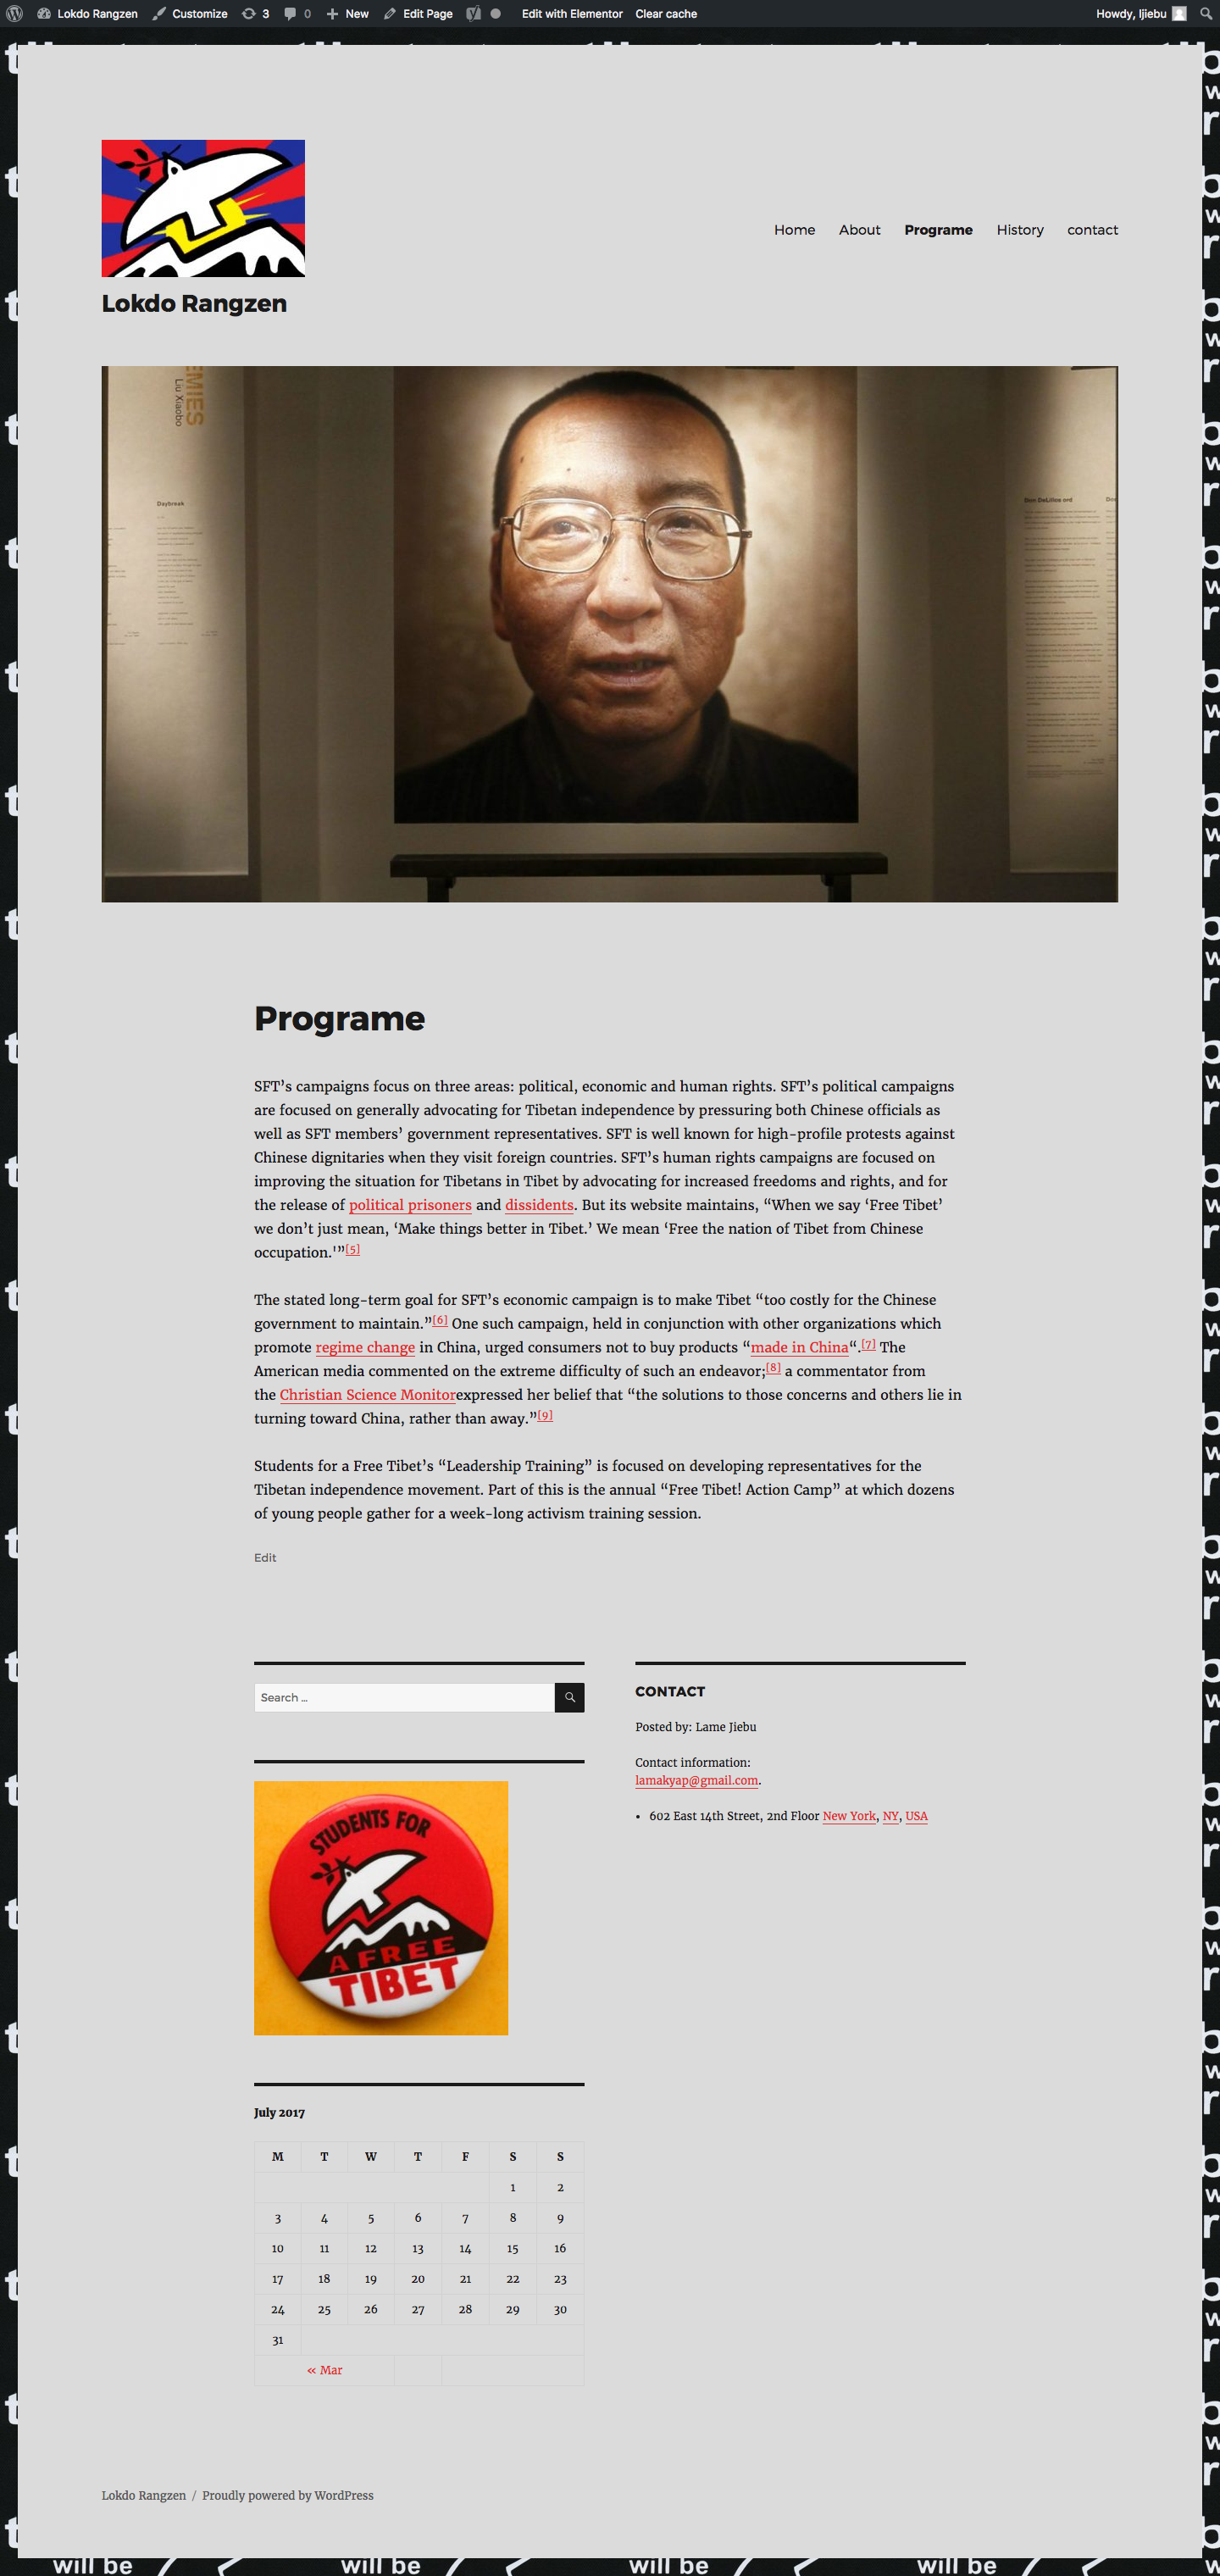 Lokdo Rangzen Customize 3 0 New Edit Page Edit with Elementor Clear cache Howdy, ljiebu
Home About Programe History contact
Lokdo Rangzen
EMIES
Liu Xiaobo
Daybreak
Don DeLillos ord
Programe
SFT’s campaigns focus on three areas: political, economic and human rights. SFT’s political campaigns
are focused on generally advocating for Tibetan independence by pressuring both Chinese officials as
well as SFT members’ government representatives. SFT is well known for high-profile protests against
Chinese dignitaries when they visit foreign countries. SFT’s human rights campaigns are focused on
improving the situation for Tibetans in Tibet by advocating for increased freedoms and rights, and for
the release of political prisoners and dissidents. But its website maintains, “When we say ‘Free Tibet’
we don’t just mean, ‘Make things better in Tibet.’ We mean ‘Free the nation of Tibet from Chinese
occupation.'”[5]
The stated long-term goal for SFT’s economic campaign is to make Tibet “too costly for the Chinese
government to maintain.”[6] One such campaign, held in conjunction with other organizations which
promote regime change in China, urged consumers not to buy products “made in China“.[7] The
American media commented on the extreme difficulty of such an endeavor;[8] a commentator from
the Christian Science Monitorexpressed her belief that “the solutions to those concerns and others lie in
turning toward China, rather than away.”[9]
Students for a Free Tibet’s “Leadership Training” is focused on developing representatives for the
Tibetan independence movement. Part of this is the annual “Free Tibet! Action Camp” at which dozens
of young people gather for a week-long activism training session.
Edit
Search ...
STUDENTS FOR
A FREE
TIBET
July 2017
M T W T F S S
1 2
3 4 5 6 7 8 9
10 11 12 13 14 15 16
17 18 19 20 21 22 23
24 25 26 27 28 29 30
31
« Mar
CONTACT
Posted by: Lame Jiebu
Contact information:
lamakyap@gmail.com.
• 602 East 14th Street, 2nd Floor New York, NY, USA
Lokdo Rangzen / Proudly powered by WordPress
will be will be will be will be